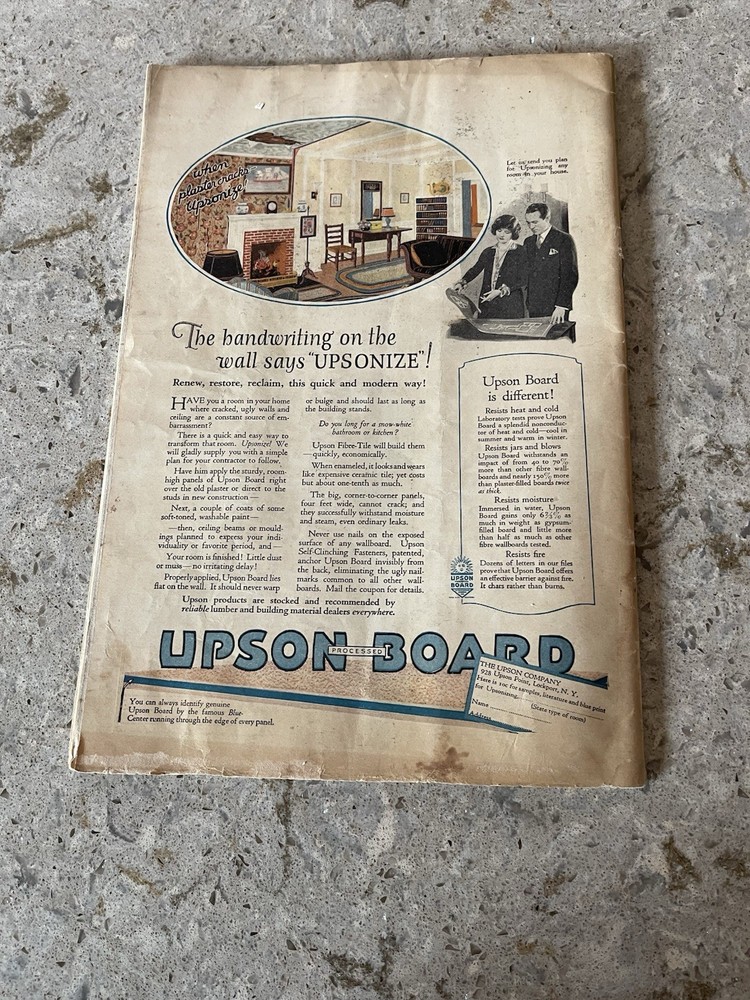 when
plaster cracks
Upsonize!
Let us send you plan
for Upsonizing any
room in your house.
The handwriting on the
wall says "UPSONIZE"!
Renew, restore, reclaim, this quick and modern way!
HAVE you a room in your home
where cracked, ugly walls and
ceiling are a constant source of em-
barrassment?
There is a quick and easy way to
transform that room. Upsonize! We
will gladly supply you with a simple
plan for your contractor to follow.
Have him apply the sturdy, room-
high panels of Upson Board right
over the old plaster or direct to the
studs in new construction—
Next, a couple of coats of some
soft-toned, washable paint—
—then, ceiling beams or mould-
ings planned to express your indi-
viduality or favorite period, and—
Your room is finished! Little dust
or muss—no irritating delay!
Properly applied, Upson Board lies
flat on the wall. It should never warp
or bulge and should last as long as
the building stands.
Do you long for a snow-white
bathroom or kitchen?
Upson Fibre-Tile will build them
—quickly, economically.
When enameled, it looks and wears
like expensive ceramic tile; yet costs
but about one-tenth as much.
The big, corner-to-corner panels,
four feet wide, cannot crack; and
they successfully withstand moisture
and steam, even ordinary leaks.
Never use nails on the exposed
surface of any wallboard. Upson
Self-Clinching Fasteners, patented,
anchor Upson Board invisibly from
the back, eliminating the ugly nail-
marks common to all other wall-
boards. Mail the coupon for details.
Upson products are stocked and recommended by
reliable lumber and building material dealers everywhere.
Upson Board
is different!
Resists heat and cold
Laboratory tests prove Upson
Board a splendid nonconduc-
tor of heat and cold—cool in
summer and warm in winter.
Resists jars and blows
Upson Board withstands an
impact of from 40 to 70%
more than other fibre wall-
boards and nearly 150% more
than plaster-filled boards twice
as thick.
Resists moisture
Immersed in water, Upson
Board gains only
much in weight as gypsum-
filled board and little more
than half as much as other
fibre wallboards tested.
Resists fire
Dozens of letters in our files
prove that Upson Board offers
an effective barrier against fire.
It chars rather than burns.
UPSON
BOARD
UPSON PROCESSED BOARD
You can always identify genuine
Upson Board by the famous Blue-
Center running through the edge of every panel.
THE UPSON COMPANY
928 Upson Point, Lockport, N. Y.
Here is 10c for samples, literature and blue print
for Upsonizing
(State type of room)
Name
Address